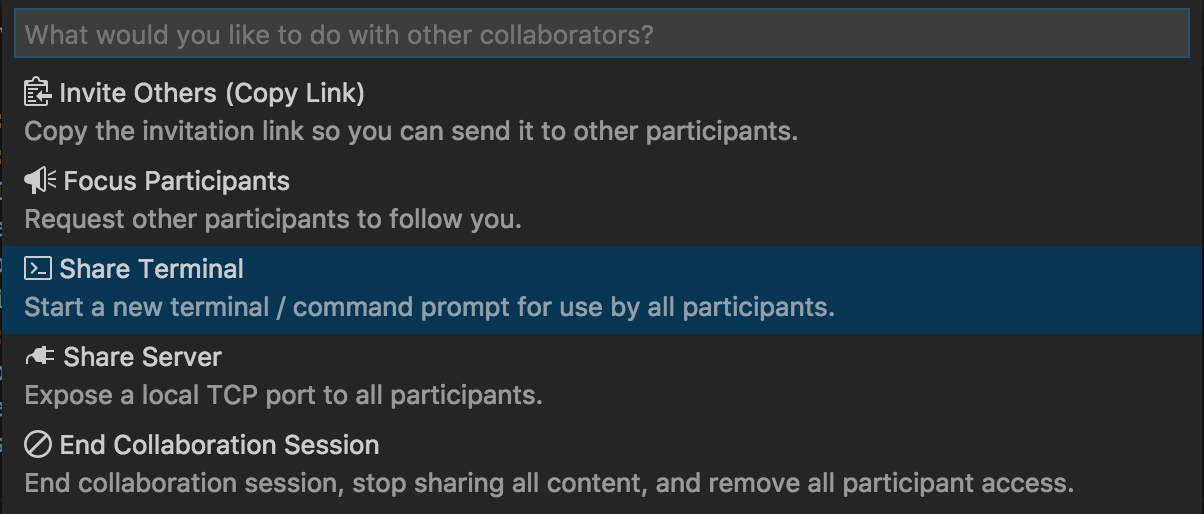 What would you like to do with other collaborators?
Invite Others (Copy Link)
Copy the invitation link so you can send it to other participants.
Focus Participants
Request other participants to follow you.
Share Terminal
Start a new terminal / command prompt for use by all participants.
Share Server
Expose a local TCP port to all participants.
End Collaboration Session
End collaboration session, stop sharing all content, and remove all participant access.